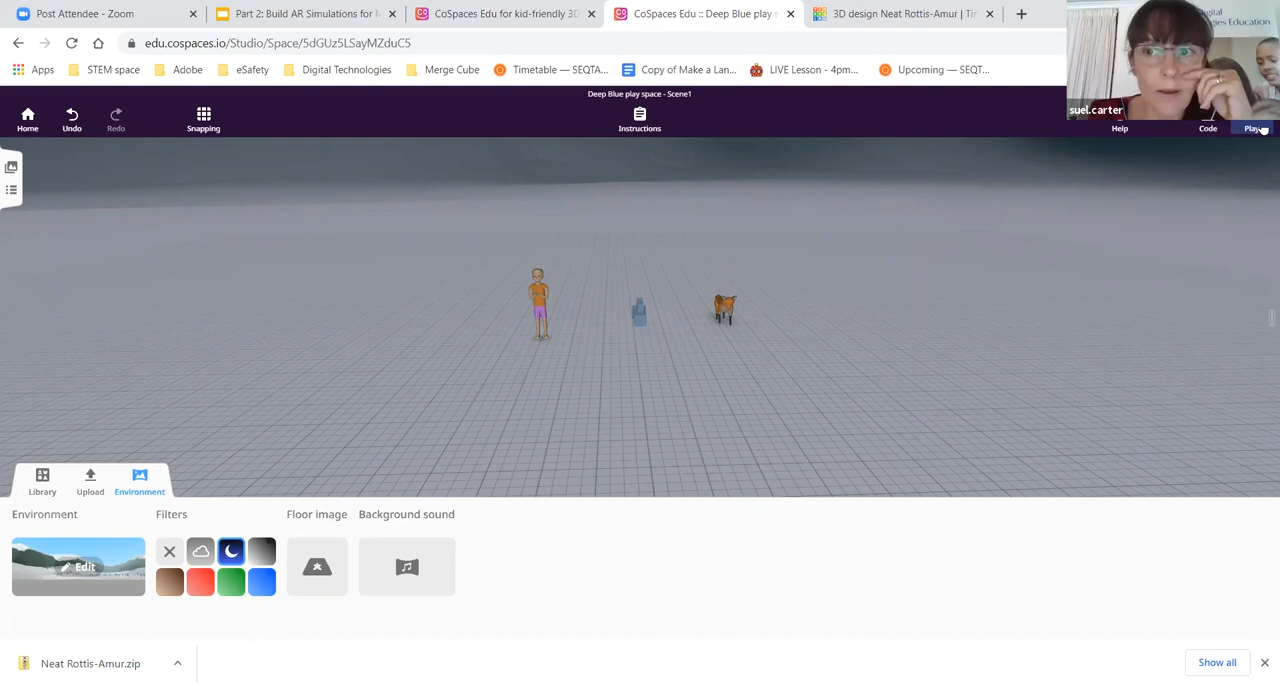 Post Attendee - Zoom
Part 2: Build AR Simulations for
CoSpaces Edu for kid-friendly 3D
CoSpaces Edu :: Deep Blue play
3D design Neat Rottis-Amur | Tin
edu.cospaces.io/Studio/Space/5dGUz5LSayMZduC5
Apps
STEM space
Adobe
eSafety
Digital Technologies
Merge Cube
Timetable — SEQTA...
Copy of Make a Lan...
LIVE Lesson - 4pm...
Upcoming — SEQT...
Digital
gies Education
suel.carter
Deep Blue play space - Scene1
Home
Undo
Redo
Snapping
Instructions
Help
Code
Play
Library
Upload
Environment
Environment
Filters
Floor image
Background sound
Edit
Neat Rottis-Amur.zip
Show all